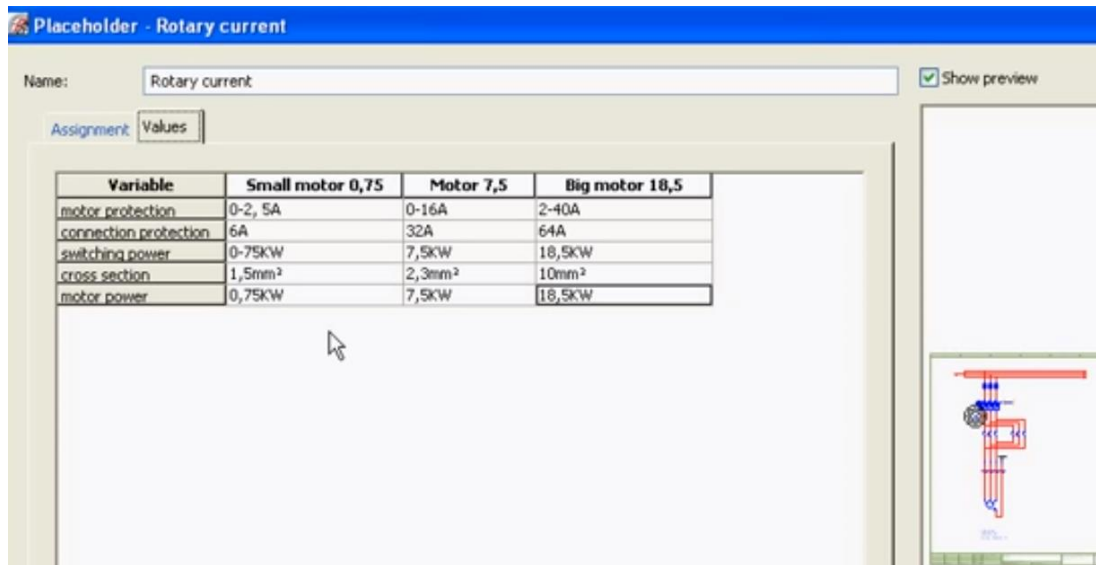 Placeholder - Rotary current
Name: Rotary current
Show preview
Assignment Values
Variable Small motor 0,75 Motor 7,5 Big motor 18,5
motor protection 0-2, 5A 0-16A 2-40A
connection protection 6A 32A 64A
switching power 0-75KW 7,5KW 18,5KW
cross section 1,5mm² 2,3mm² 10mm²
motor power 0,75KW 7,5KW 18,5KW